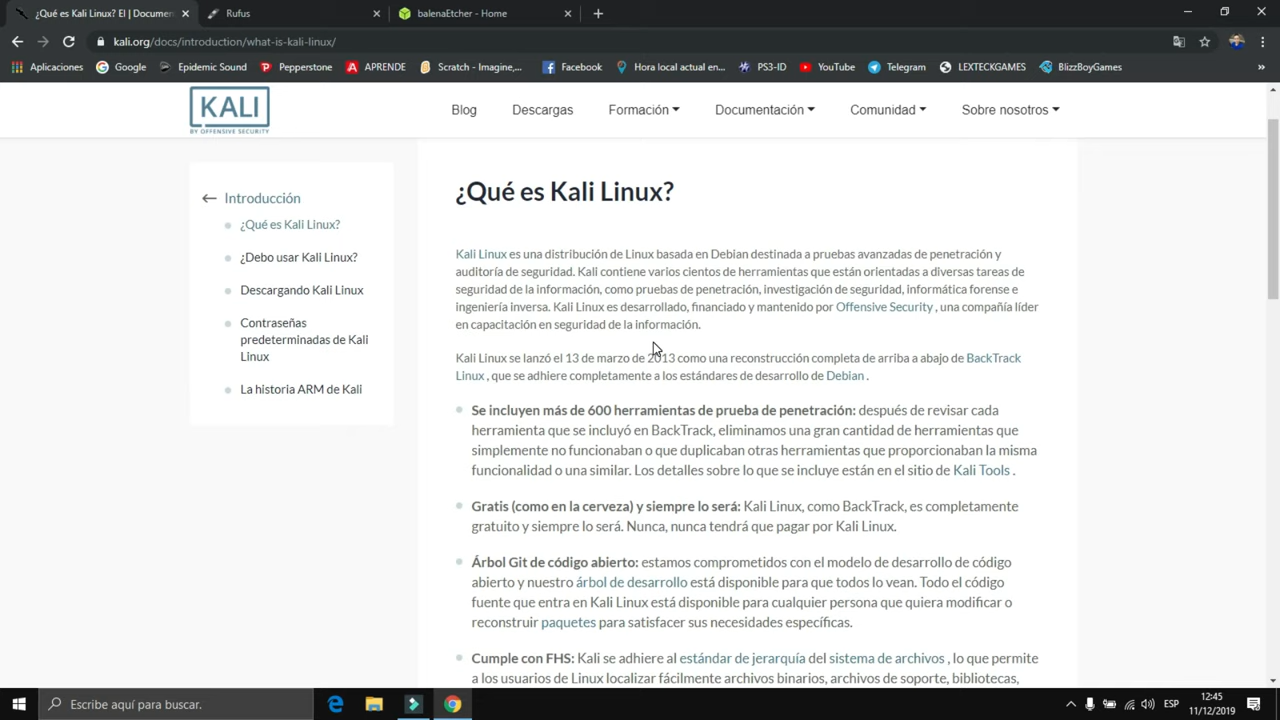 ¿Qué es Kali Linux? El | Documen
Rufus
balenaEtcher - Home
kali.org/docs/introduction/what-is-kali-linux/
Aplicaciones
Google
Epidemic Sound
Pepperstone
APRENDE
Scratch - Imagine,...
Facebook
Hora local actual en...
PS3-ID
YouTube
Telegram
LEXTECKGAMES
BlizzBoyGames
»
KALI
BY OFFENSIVE SECURITY
Blog
Descargas
Formación
Documentación
Comunidad
Sobre nosotros
Introducción
¿Qué es Kali Linux?
¿Debo usar Kali Linux?
Descargando Kali Linux
Contraseñas
predeterminadas de Kali
Linux
La historia ARM de Kali
¿Qué es Kali Linux?
Kali Linux es una distribución de Linux basada en Debian destinada a pruebas avanzadas de penetración y
auditoría de seguridad. Kali contiene varios cientos de herramientas que están orientadas a diversas tareas de
seguridad de la información, como pruebas de penetración, investigación de seguridad, informática forense e
ingeniería inversa. Kali Linux es desarrollado, financiado y mantenido por Offensive Security , una compañía líder
en capacitación en seguridad de la información.
Kali Linux se lanzó el 13 de marzo de 2013 como una reconstrucción completa de arriba a abajo de BackTrack
Linux , que se adhiere completamente a los estándares de desarrollo de Debian .
Se incluyen más de 600 herramientas de prueba de penetración: después de revisar cada
herramienta que se incluyó en BackTrack, eliminamos una gran cantidad de herramientas que
simplemente no funcionaban o que duplicaban otras herramientas que proporcionaban la misma
funcionalidad o una similar. Los detalles sobre lo que se incluye están en el sitio de Kali Tools .
Gratis (como en la cerveza) y siempre lo será: Kali Linux, como BackTrack, es completamente
gratuito y siempre lo será. Nunca, nunca tendrá que pagar por Kali Linux.
Árbol Git de código abierto: estamos comprometidos con el modelo de desarrollo de código
abierto y nuestro árbol de desarrollo está disponible para que todos lo vean. Todo el código
fuente que entra en Kali Linux está disponible para cualquier persona que quiera modificar o
reconstruir paquetes para satisfacer sus necesidades específicas.
Cumple con FHS: Kali se adhiere al estándar de jerarquía del sistema de archivos , lo que permite
a los usuarios de Linux localizar fácilmente archivos binarios, archivos de soporte, bibliotecas,
Escribe aquí para buscar.
ESP
12:45
11/12/2019